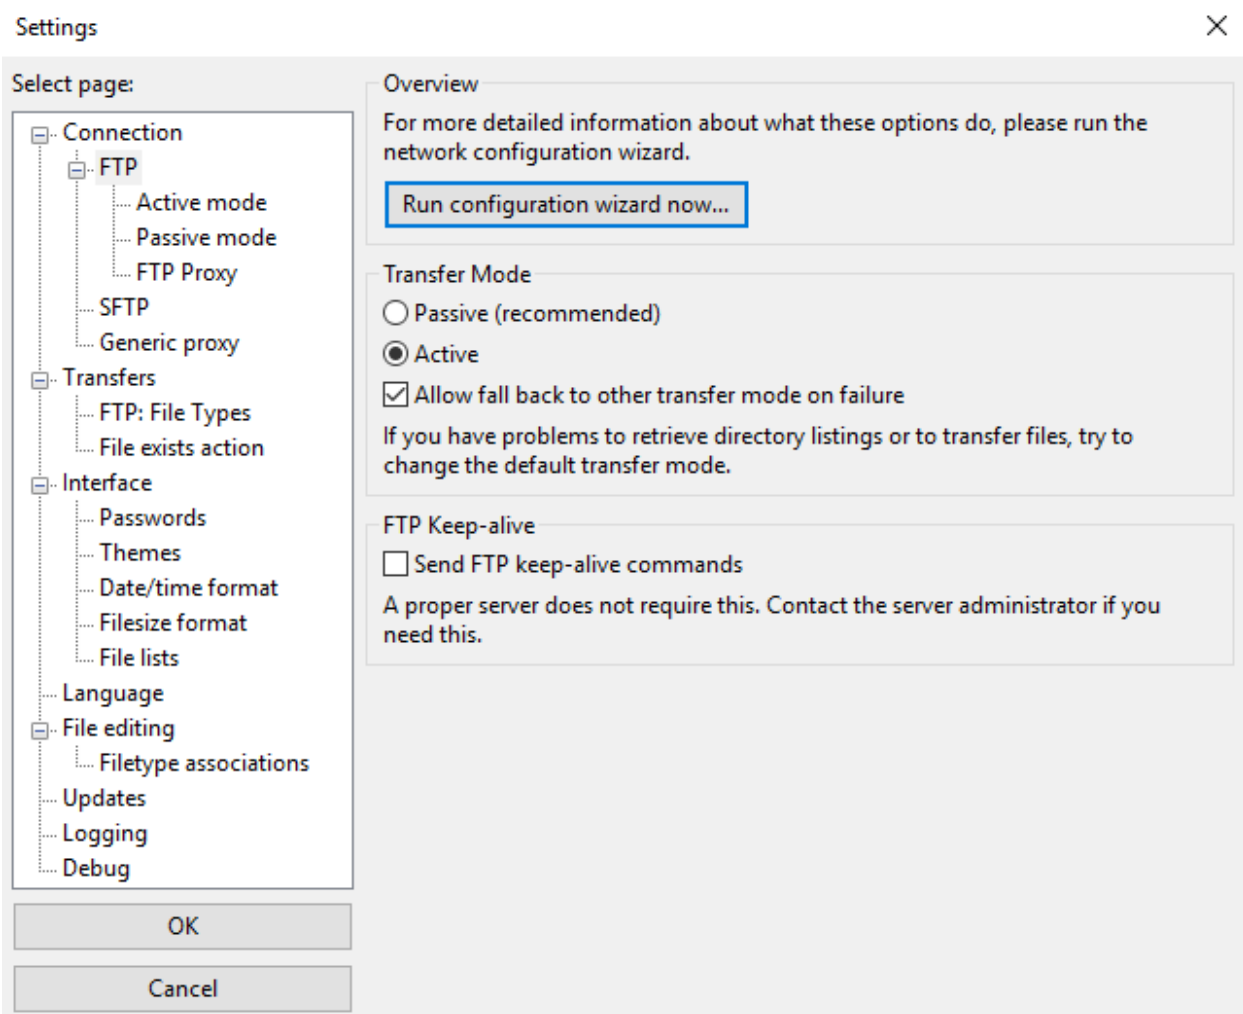 Settings
Select page:
Connection
FTP
Active mode
Passive mode
FTP Proxy
SFTP
Generic proxy
Transfers
FTP: File Types
File exists action
Interface
Passwords
Themes
Date/time format
Filesize format
File lists
Language
File editing
Filetype associations
Updates
Logging
Debug
OK
Cancel
Overview
For more detailed information about what these options do, please run the
network configuration wizard.
Run configuration wizard now...
Transfer Mode
Passive (recommended)
Active
Allow fall back to other transfer mode on failure
If you have problems to retrieve directory listings or to transfer files, try to
change the default transfer mode.
FTP Keep-alive
Send FTP keep-alive commands
A proper server does not require this. Contact the server administrator if you
need this.